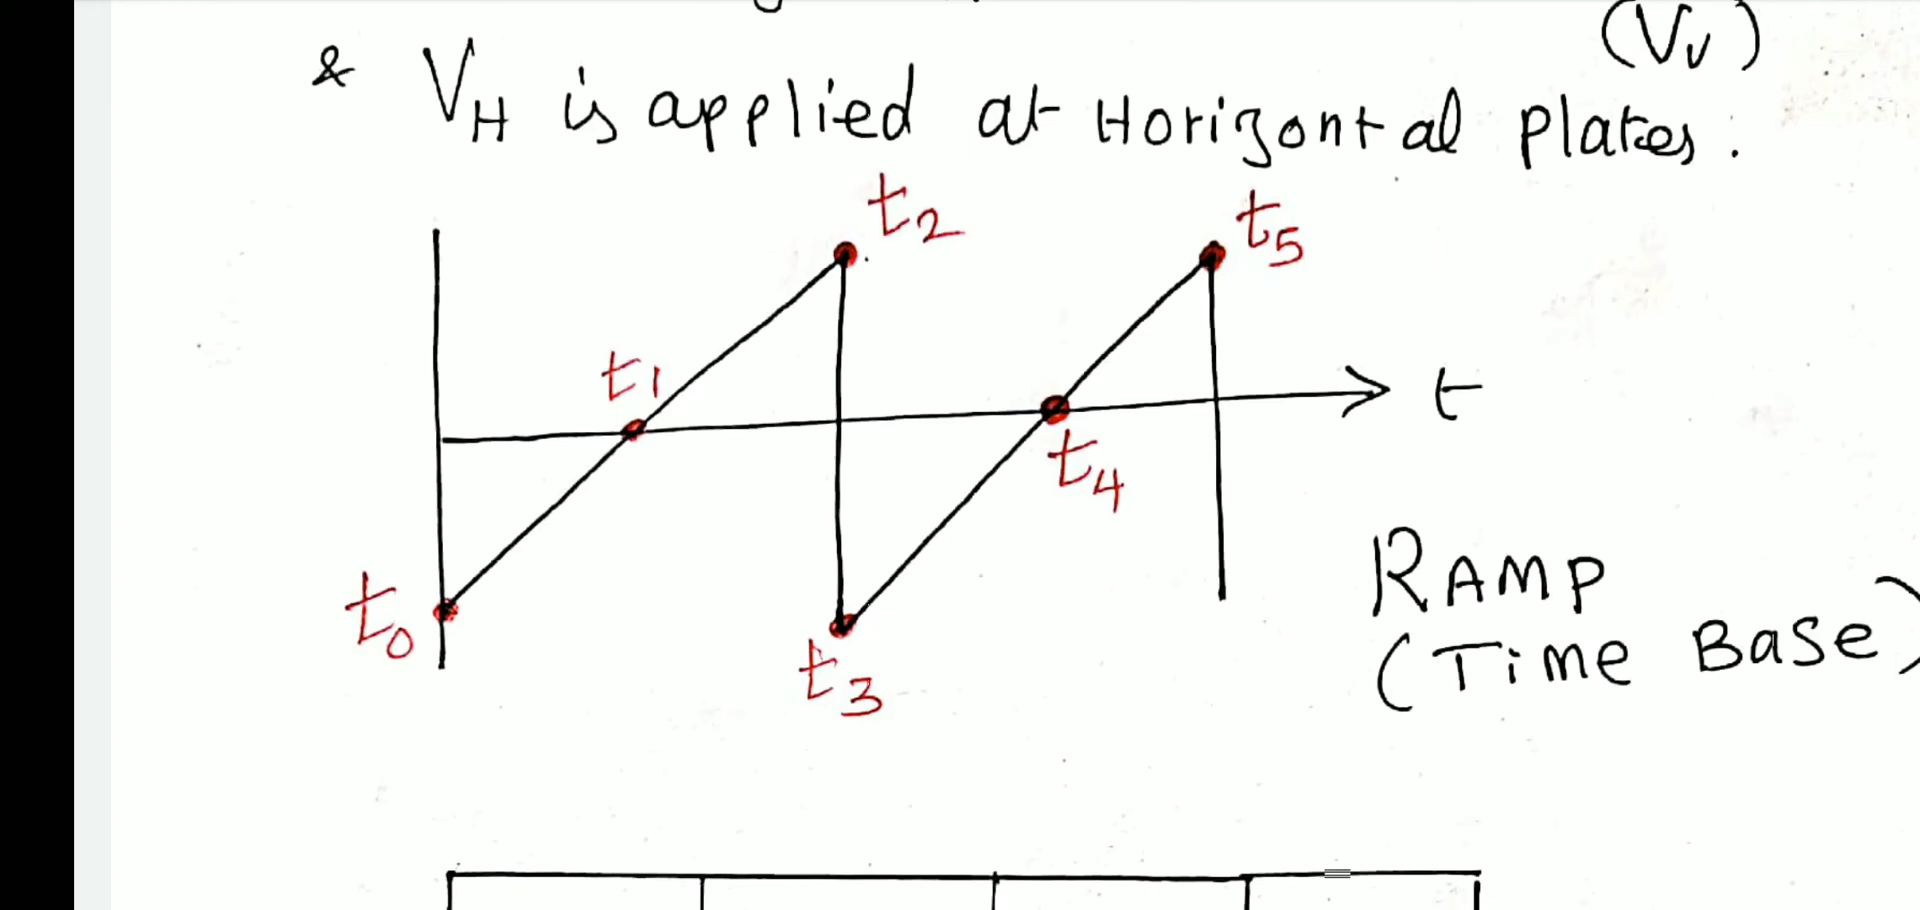 (Vv)
& VH is applied at Horizontal plates.
t2
t5
t1
t
t4
t0
RAMP
(Time Base)
t3